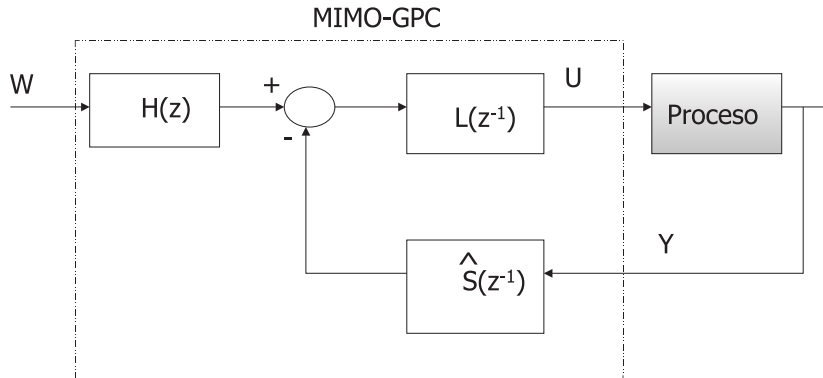 MIMO-GPC
W
H(z)
+
-
L(z⁻¹)
U
Proceso
Ŝ(z⁻¹)
Y